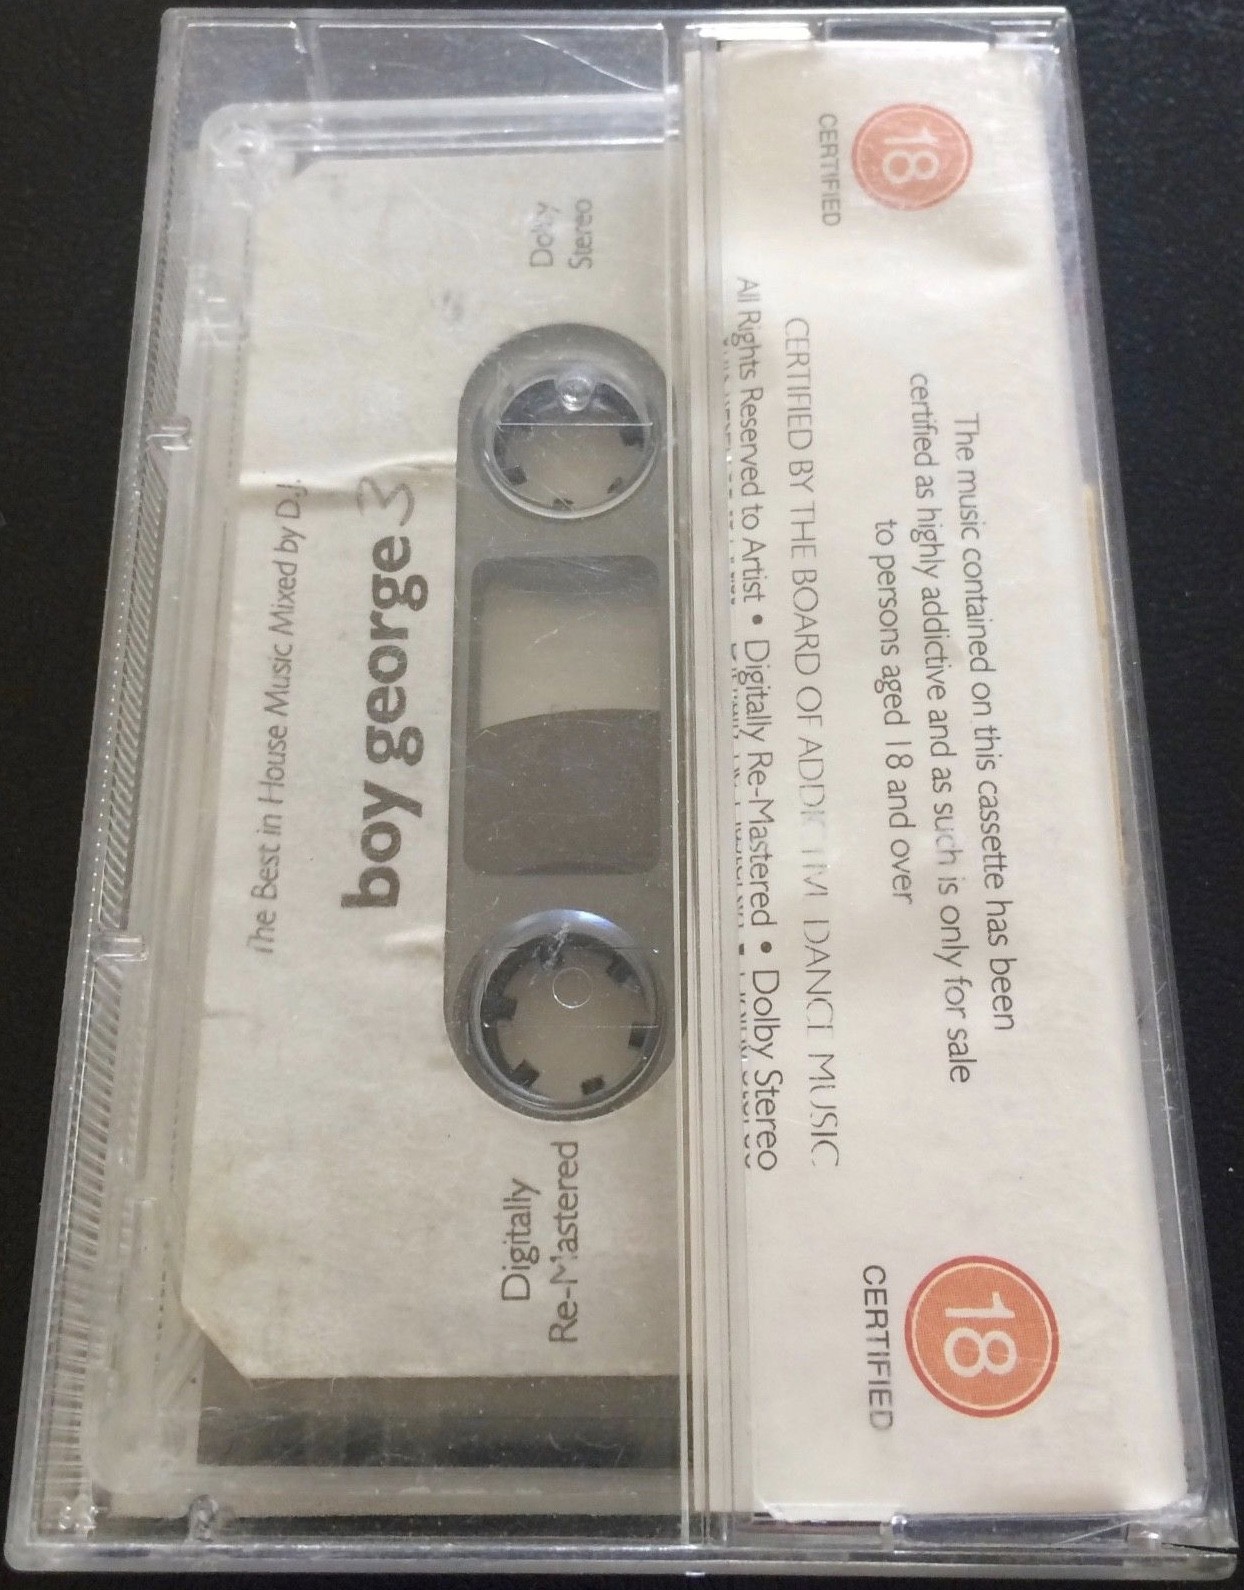 18
CERTIFIED
The music contained on this cassette has been
certified as highly addictive and as such is only for sale
to persons aged 18 and over
CERTIFIED BY THE BOARD OF ADDICTIVE DANCE MUSIC
All Rights Reserved to Artist • Digitally Re-Mastered • Dolby Stereo
18
CERTIFIED
The Best in House Music Mixed by DJ:
boy george 3
Digitally
Re-Mastered
Dolby
Stereo